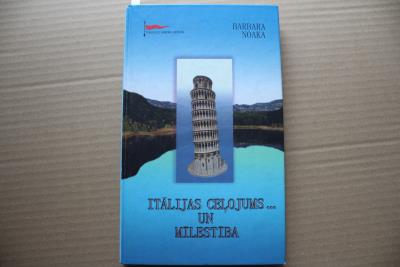 BARBARA
NOAKA
ITĀLIJAS CEĻOJUMS...
UN
MĪLESTĪBA